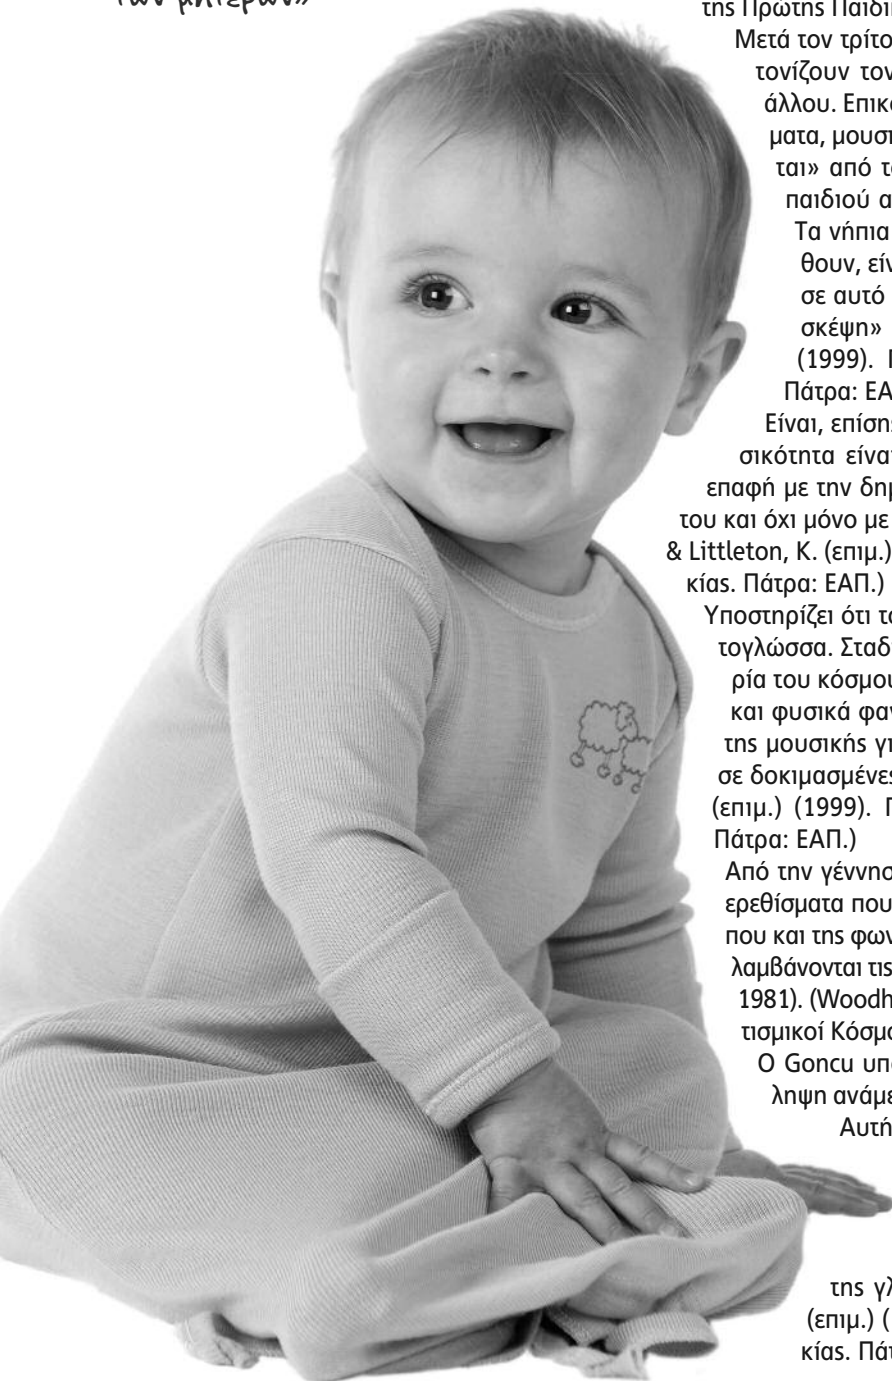 των μητέρων»
της Πρώτης Παιδι
Μετά τον τρίτο
τονίζουν τον
άλλου. Επικ
ματα, μουσι
ται» από τ
παιδιού α
Τα νήπια
θουν, είν
σε αυτό
σκέψη»
(1999). Π
Πάτρα: ΕΑ
Είναι, επίσης
σικότητα είνα
επαφή με την δημ
του και όχι μόνο με
& Littleton, K. (επιμ.)
κίας. Πάτρα: ΕΑΠ.)
Υποστηρίζει ότι τ
τογλώσσα. Σταδ
ρία του κόσμου
και φυσικά φαν
της μουσικής γι
σε δοκιμασμένες
(επιμ.) (1999). Π
Πάτρα: ΕΑΠ.)
Από την γέννησ
ερεθίσματα που
που και της φων
λαμβάνονται τις
1981). (Woodh
τισμικοί Κόσμο
Ο Goncu υπο
ληψη ανάμε
Αυτή
της γλ
(επιμ.) (
κίας. Πάτ